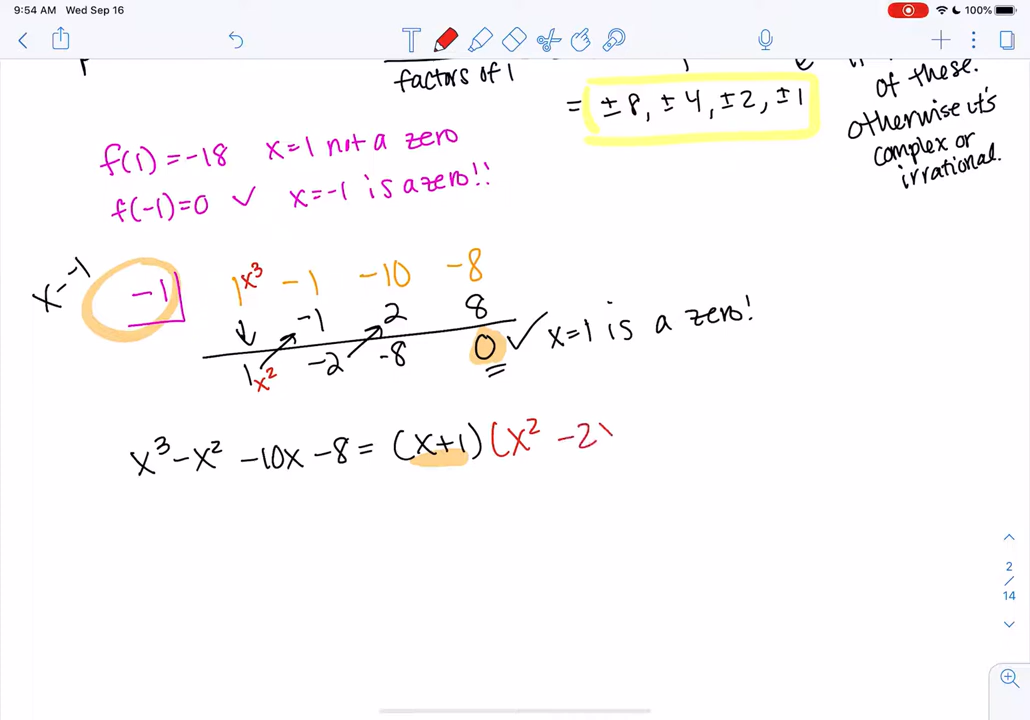 9:54 AM Wed Sep 16
100%
T
factors of 1
= ±8, ±4, ±2, ±1
of these.
otherwise it's
complex or
irrational.
f(1) = -18 x=1 not a zero
f(-1)=0 ✓ x=-1 is a zero!!
x - -1
-1 1x³ -1 -10 -8
↓ -1 2 8
1x² -2 -8 0 ✓ x=1 is a zero!
x³-x²-10x-8 = (x+1)(x² -2
2
/
14